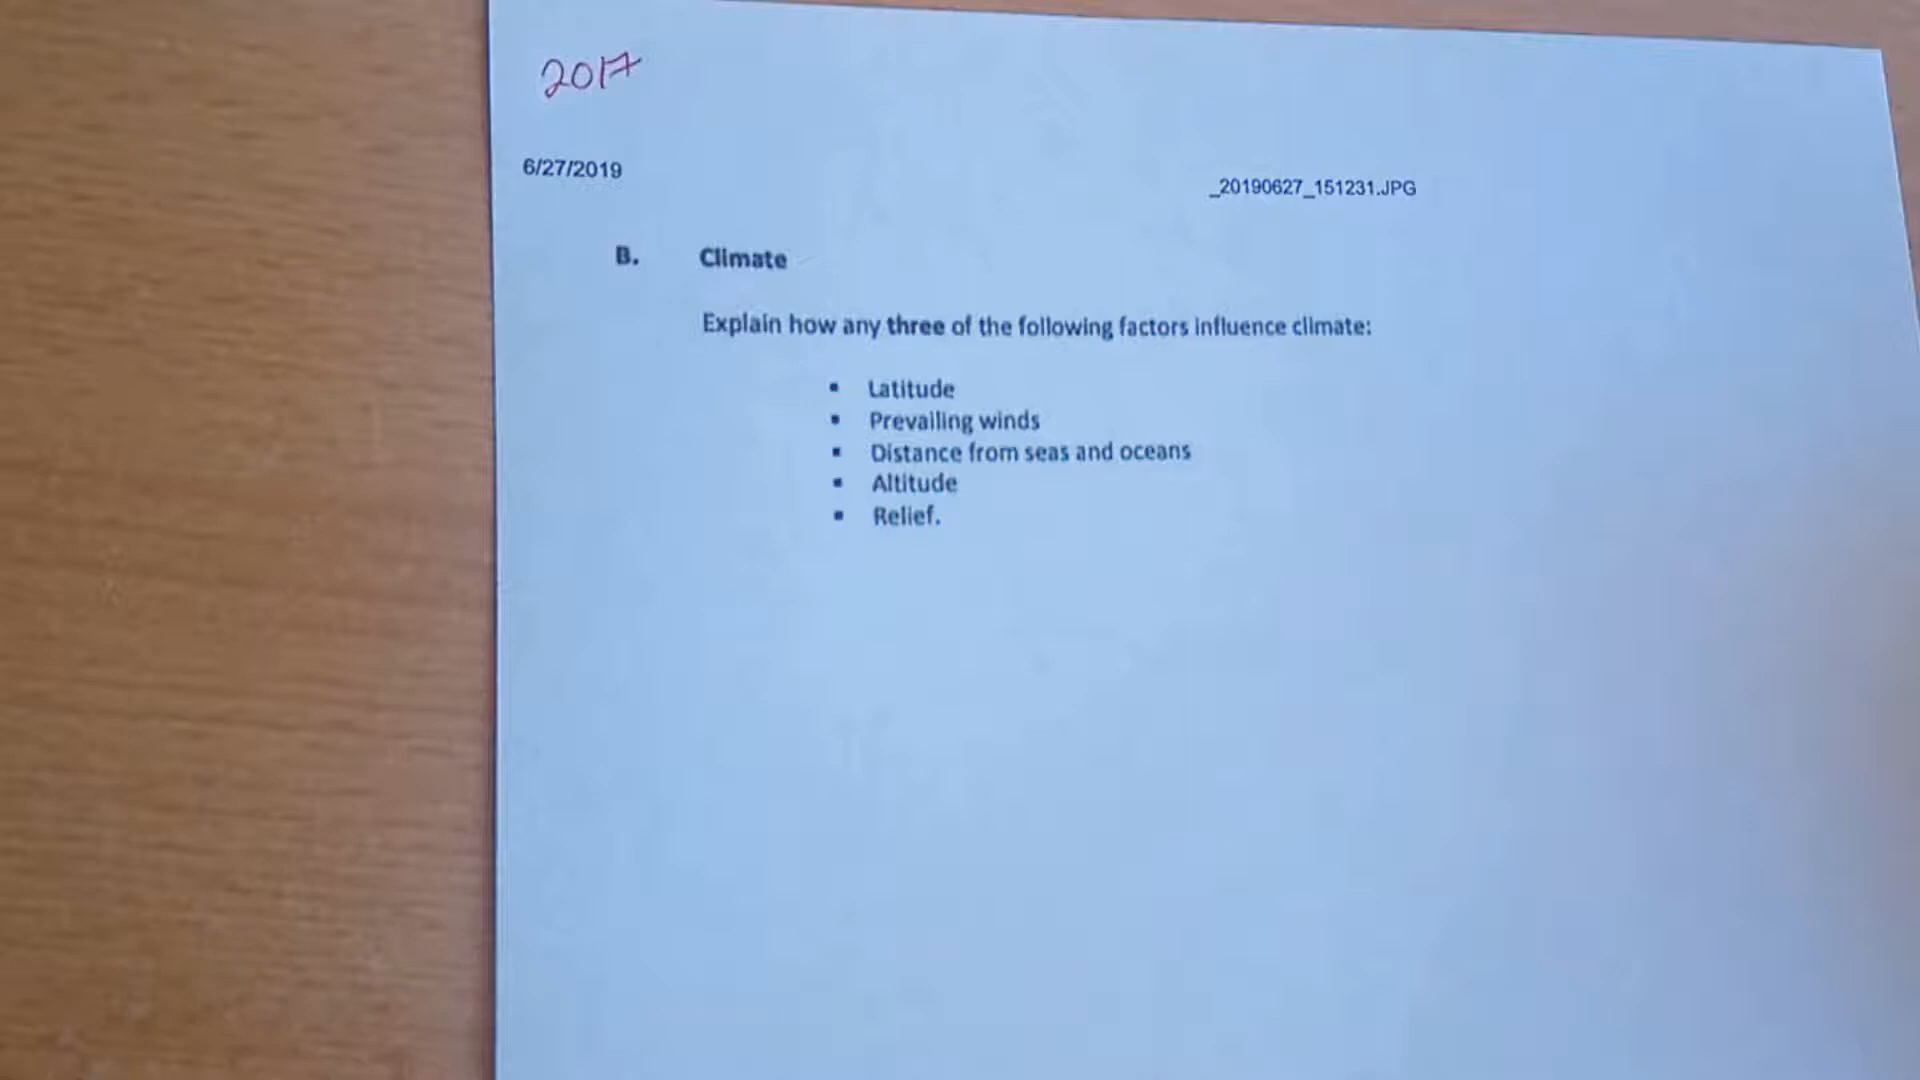 2017
6/27/2019
_20190627_151231.JPG
B. Climate
Explain how any three of the following factors influence climate:
▪ Latitude
▪ Prevailing winds
▪ Distance from seas and oceans
▪ Altitude
▪ Relief.